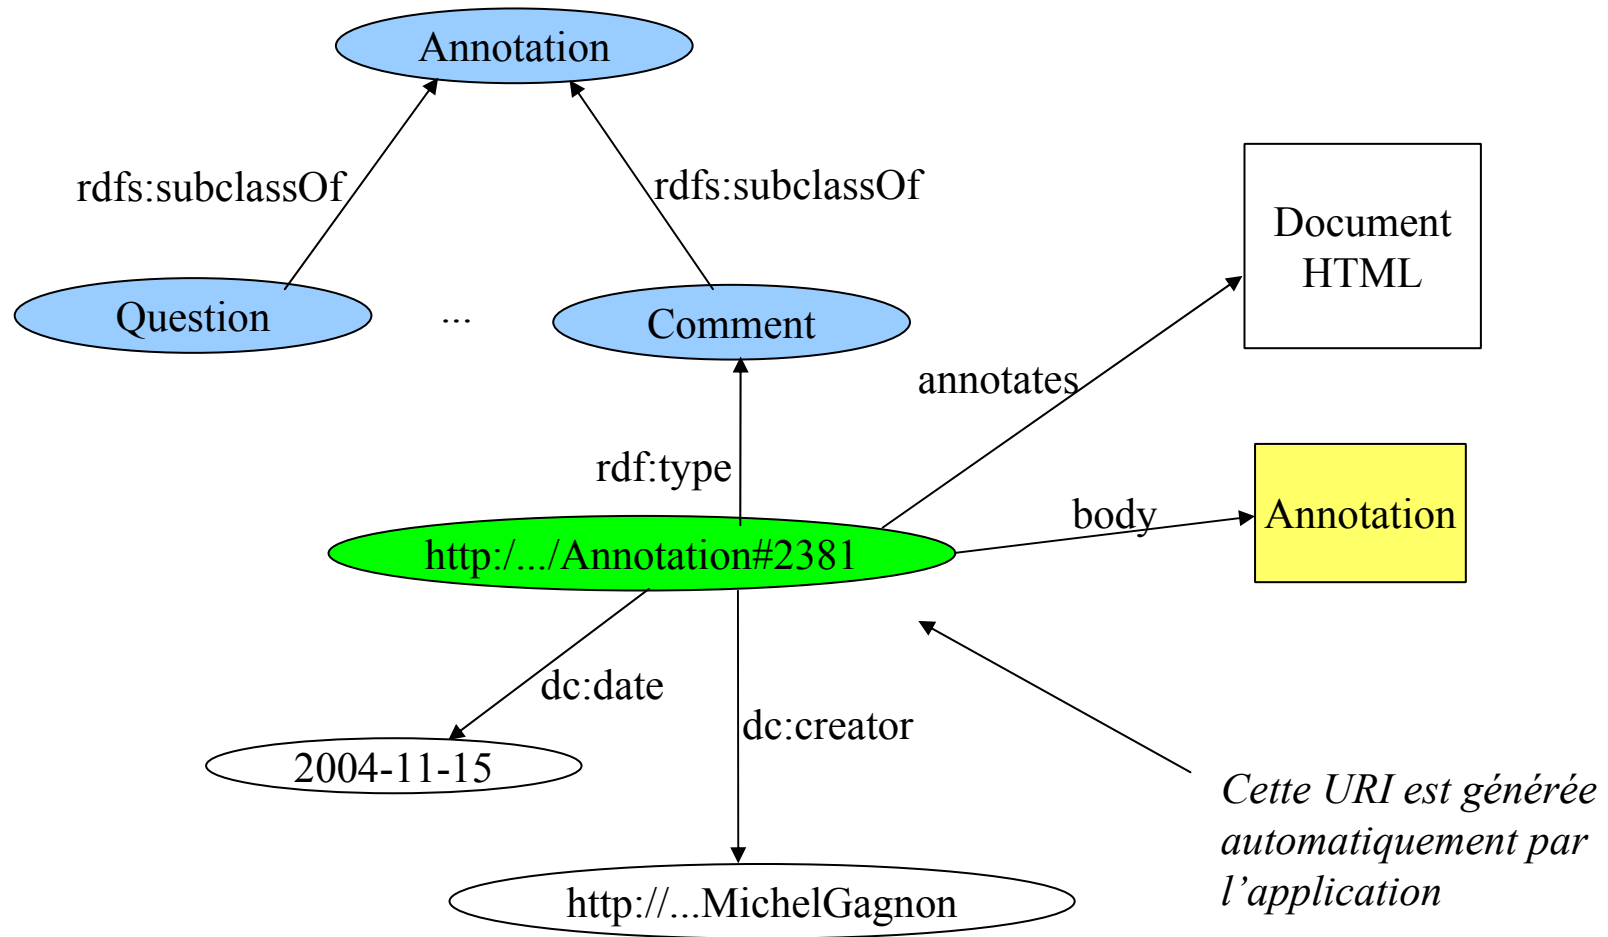 Annotation
rdfs:subclassOf
rdfs:subclassOf
Document
HTML
Question
...
Comment
annotates
rdf:type
body
Annotation
http:/.../Annotation#2381
dc:date
dc:creator
2004-11-15
Cette URI est générée
automatiquement par
l’application
http://...MichelGagnon